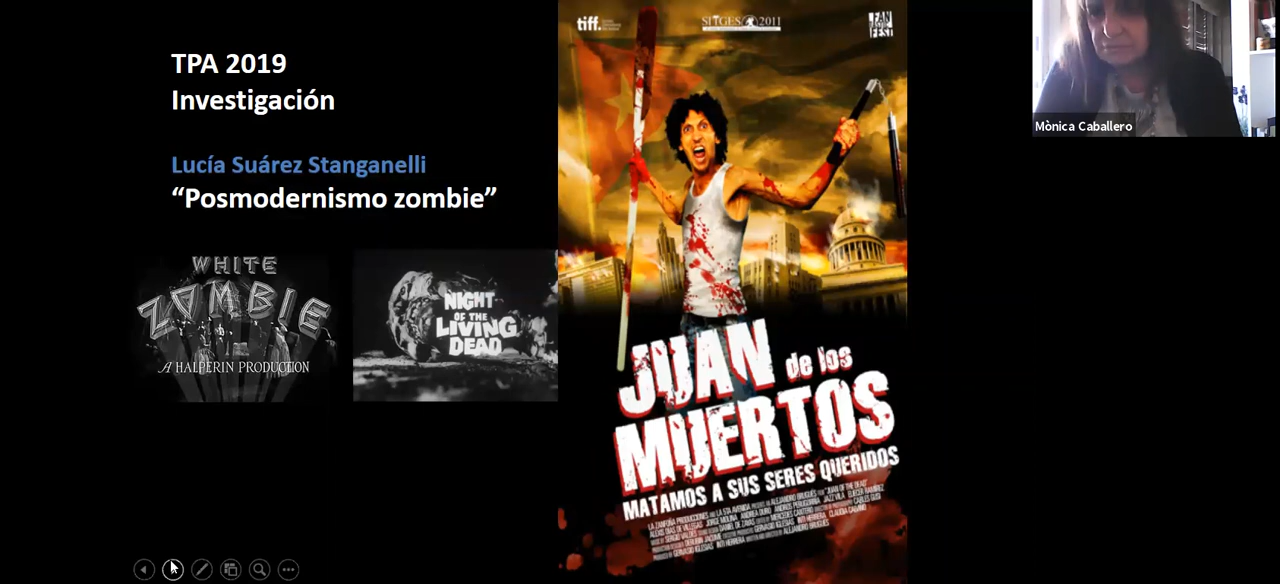 TPA 2019
Investigación
Lucía Suárez Stanganelli
“Posmodernismo zombie”
WHITE
ZOMBIE
A HALPERIN PRODUCTION
NIGHT
OF THE
LIVING
DEAD
tiff.
SITGES 2011
FAN
TASTIC
FEST
JUAN de los
MUERTOS
MATAMOS A SUS SERES QUERIDOS
Mònica Caballero